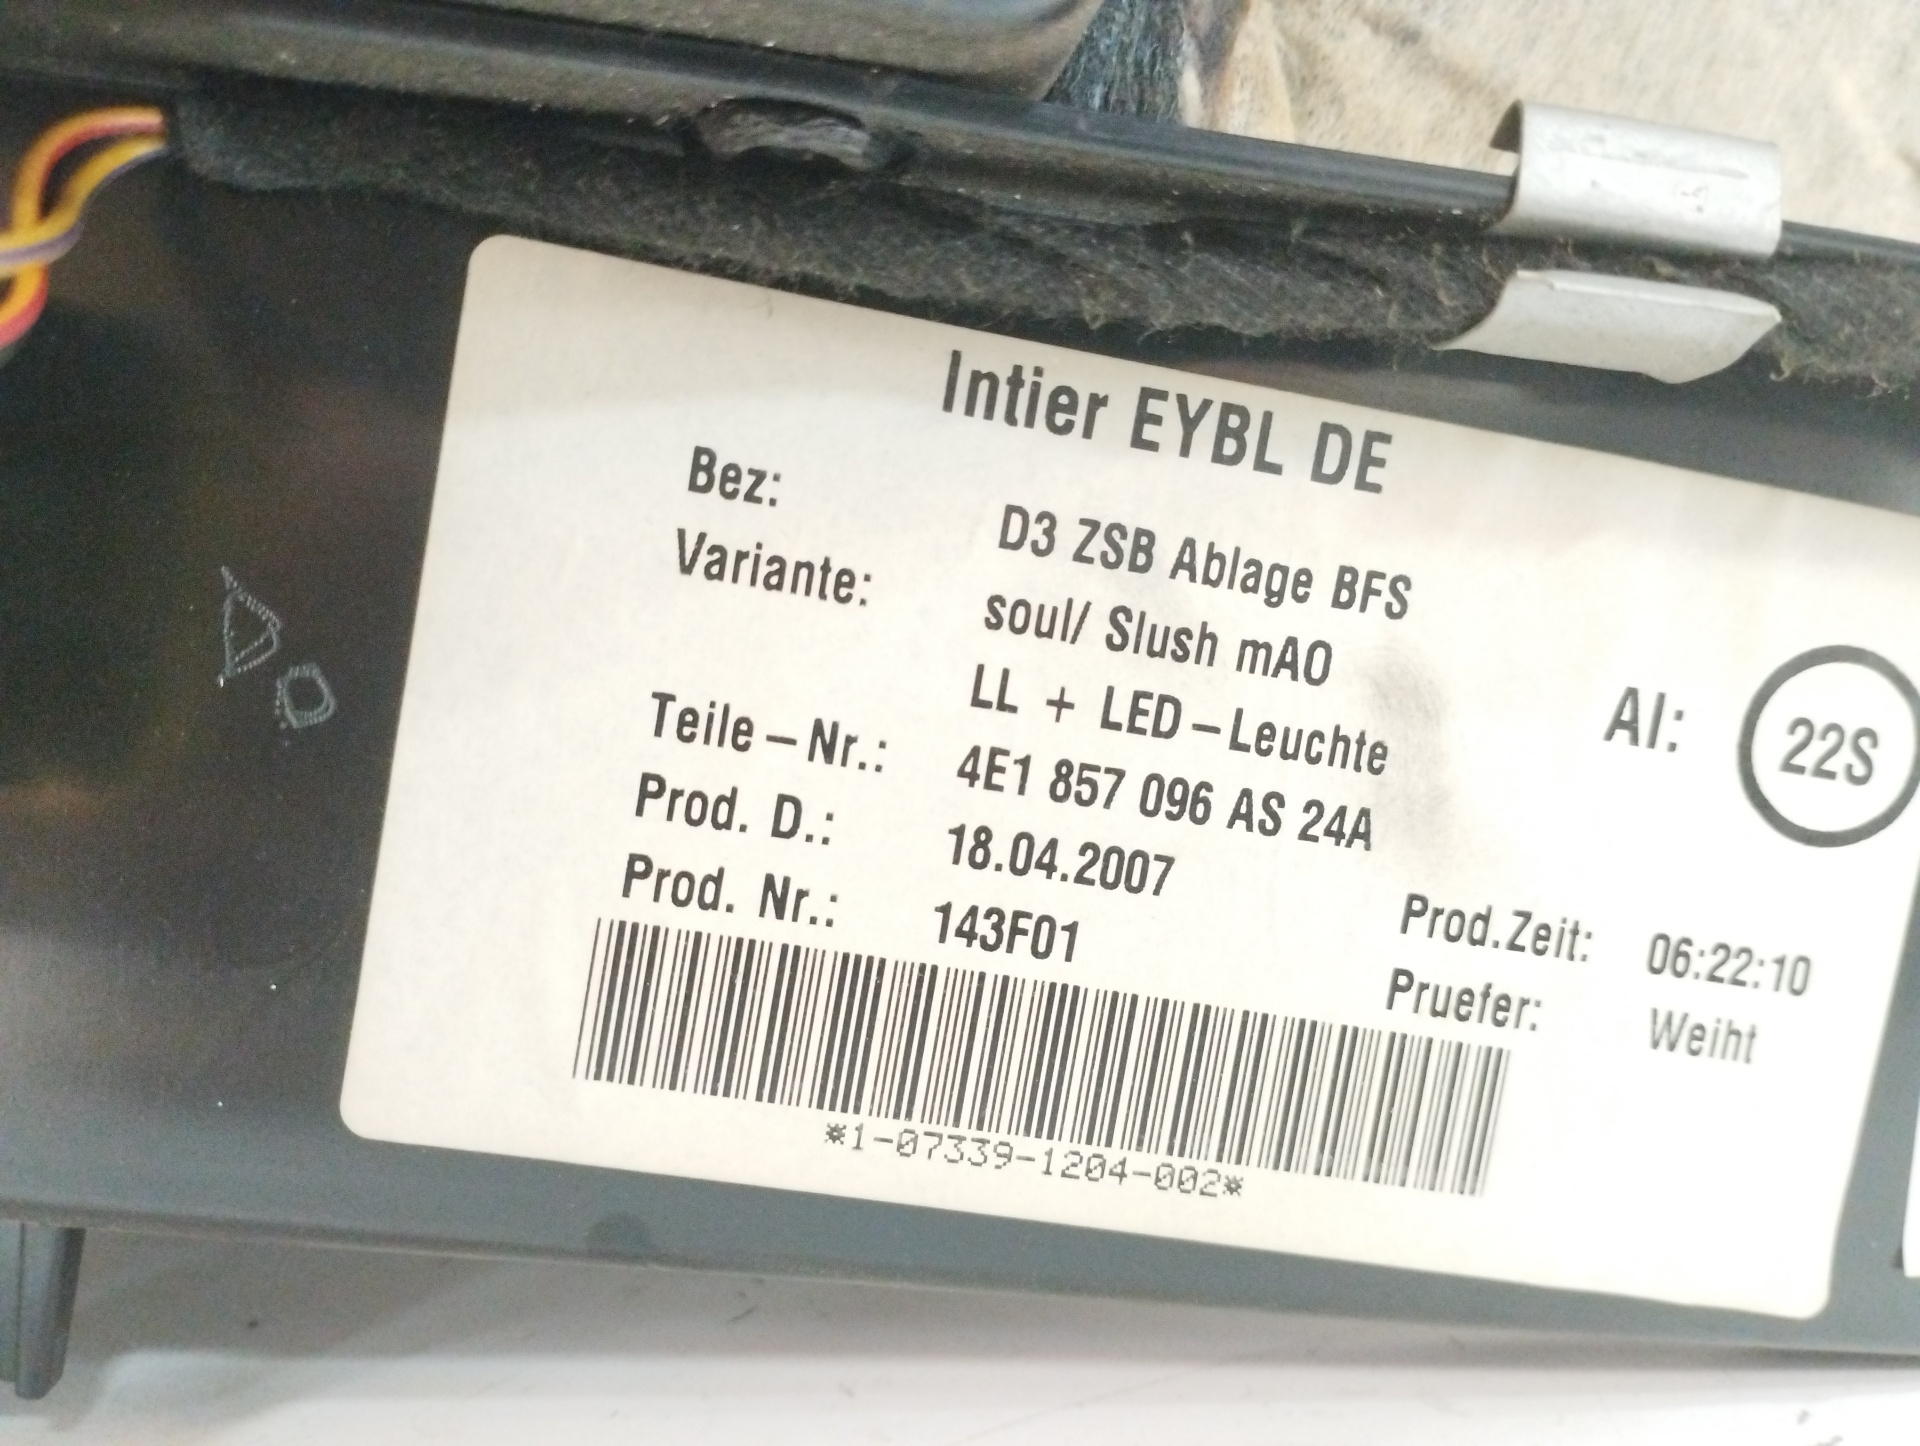 Intier EYBL DE
Bez: D3 ZSB Ablage BFS
Variante: soul/ Slush mAO
LL + LED-Leuchte
AI: 22S
Teile-Nr.: 4E1 857 096 AS 24A
Prod. D.: 18.04.2007
Prod.Zeit: 06:22:10
Prod. Nr.: 143F01
Pruefer: Weiht
*1-07339-1204-002*